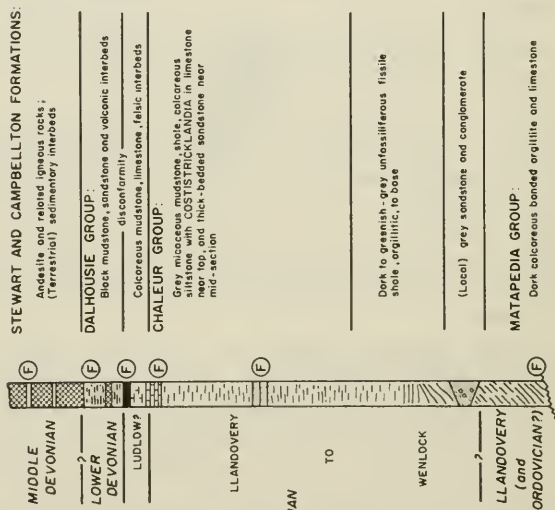 STEWART AND CAMPBELLTON FORMATIONS:
Andesite and related igneous rocks;
(Terrestrial) sedimentary interbeds
DALHOUSIE GROUP:
Black mudstone, sandstone and volcanic interbeds
disconformity
Calcareous mudstone, limestone, felsic interbeds
CHALEUR GROUP:
Grey micaceous mudstone, shale, calcareous
siltstone with COSTISTRICKLANDIA in limestone
near top, and thick-bedded sandstone near
mid-section
Dark to greenish-grey unfossiliferous fissile
shale, argillitic, to base
(Local) grey sandstone and conglomerate
MATAPEDIA GROUP:
Dark calcareous banded argillite and limestone
F
F
F
F
F
F
MIDDLE
DEVONIAN
?
LOWER
DEVONIAN
LUDLOW?
LLANDOVERY
TO
WENLOCK
?
LLANDOVERY
(and
ORDOVICIAN?)